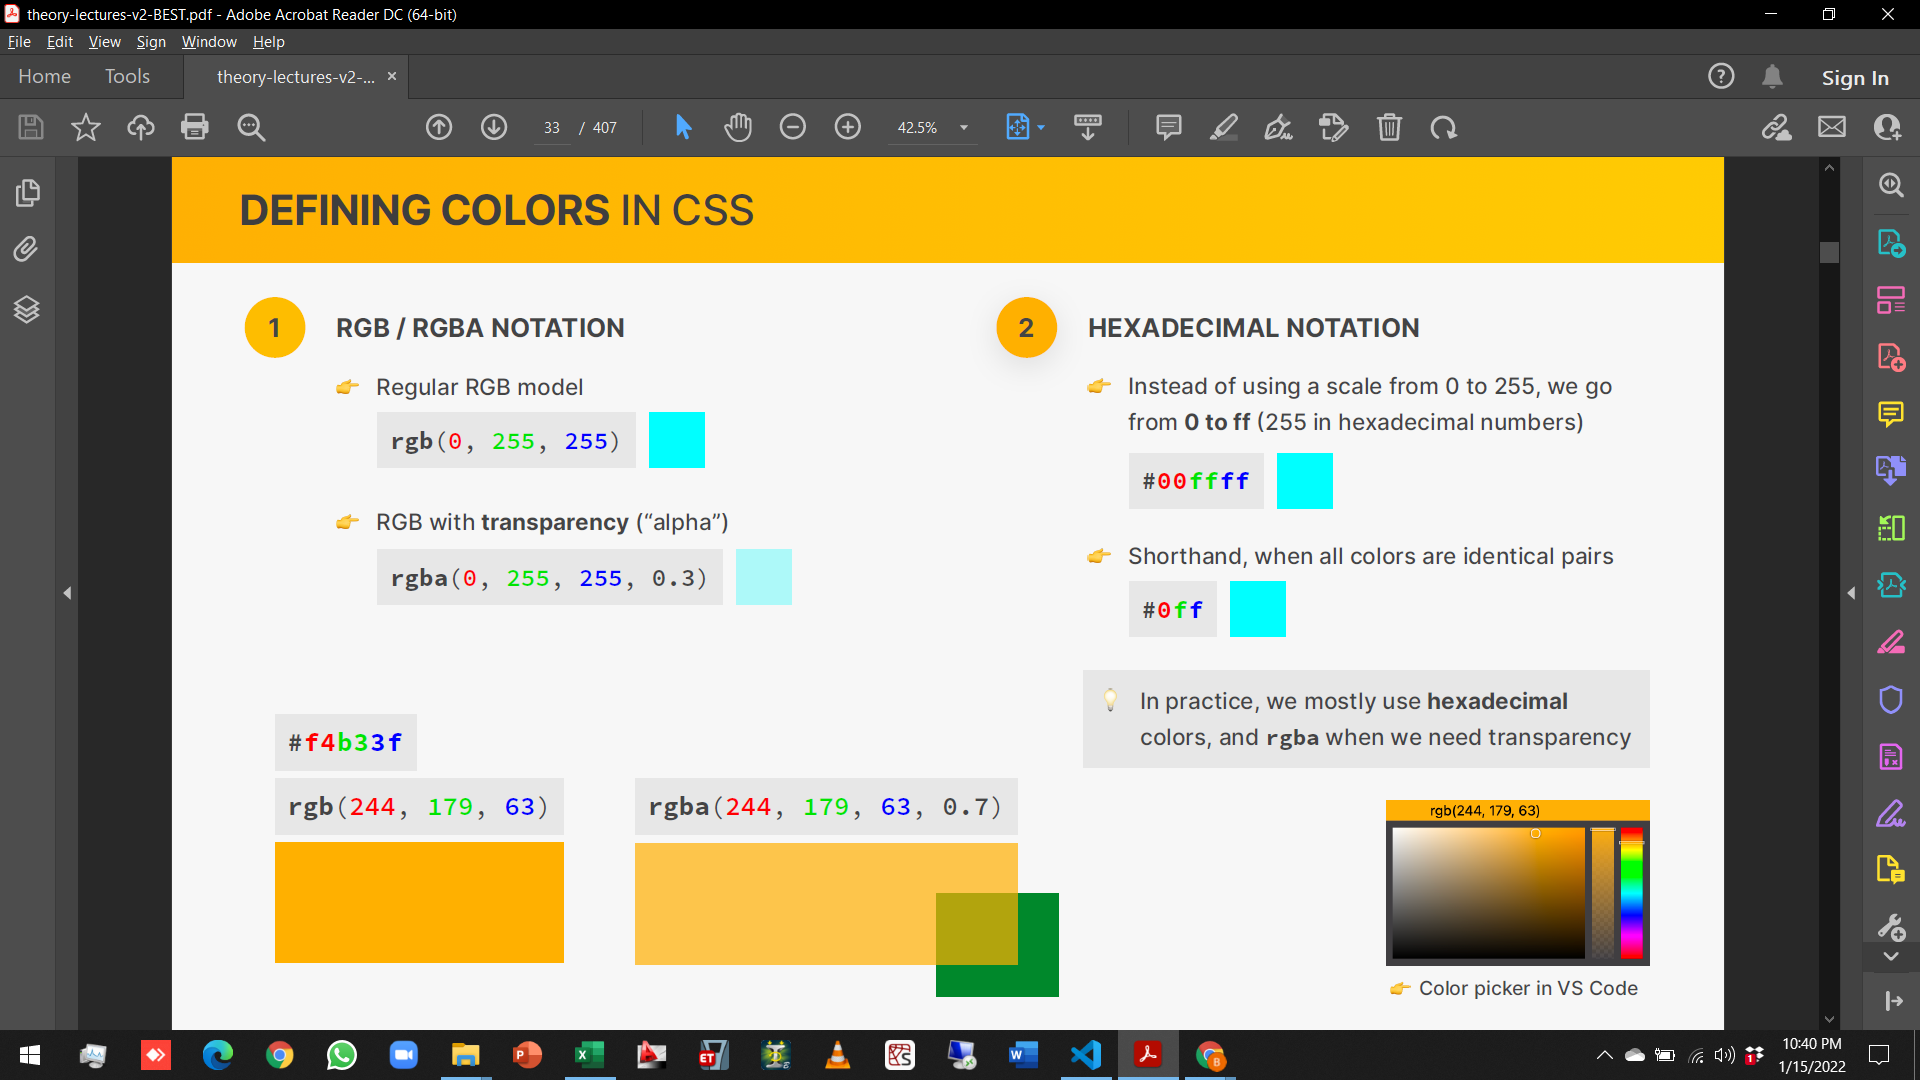 theory-lectures-v2-BEST.pdf - Adobe Acrobat Reader DC (64-bit)
File Edit View Sign Window Help
Home Tools theory-lectures-v2-... ×
Sign In
33 / 407
42.5%
DEFINING COLORS IN CSS
1 RGB / RGBA NOTATION
Regular RGB model
rgb(0, 255, 255)
RGB with transparency (“alpha”)
rgba(0, 255, 255, 0.3)
#f4b33f
rgb(244, 179, 63)
rgba(244, 179, 63, 0.7)
2 HEXADECIMAL NOTATION
Instead of using a scale from 0 to 255, we go
from 0 to ff (255 in hexadecimal numbers)
#00ffff
Shorthand, when all colors are identical pairs
#0ff
In practice, we mostly use hexadecimal
colors, and rgba when we need transparency
rgb(244, 179, 63)
Color picker in VS Code
10:40 PM
1/15/2022